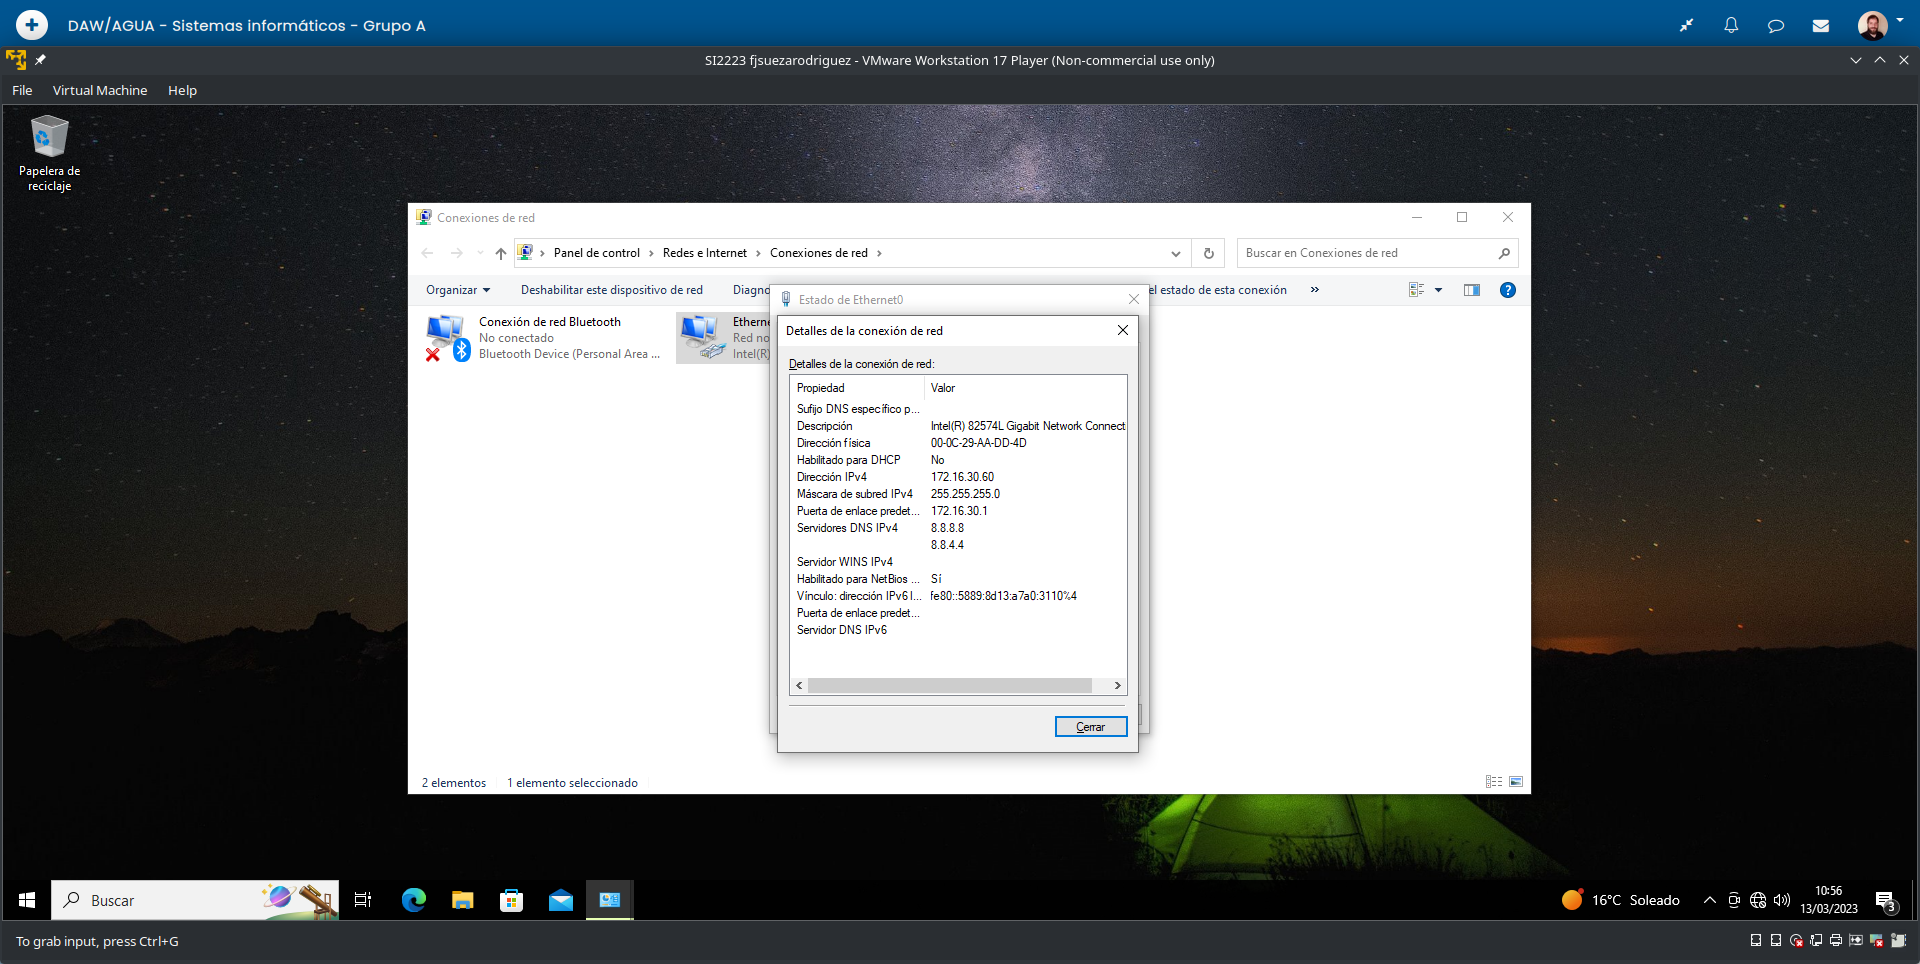 DAW/AGUA - Sistemas informáticos - Grupo A
SI2223 fjsuezarodriguez - VMware Workstation 17 Player (Non-commercial use only)
File Virtual Machine Help
Papelera de
reciclaje
Conexiones de red
Panel de control Redes e Internet Conexiones de red
Buscar en Conexiones de red
Organizar Deshabilitar este dispositivo de red Diagno el estado de esta conexión »
Conexión de red Bluetooth
No conectado
Bluetooth Device (Personal Area ...
Etherne
Red no
Intel(R)
Estado de Ethernet0
Detalles de la conexión de red
Detalles de la conexión de red:
Propiedad Valor
Sufijo DNS específico p...
Descripción Intel(R) 82574L Gigabit Network Connect
Dirección física 00-0C-29-AA-DD-4D
Habilitado para DHCP No
Dirección IPv4 172.16.30.60
Máscara de subred IPv4 255.255.255.0
Puerta de enlace predet... 172.16.30.1
Servidores DNS IPv4 8.8.8.8
8.8.4.4
Servidor WINS IPv4
Habilitado para NetBios ... Sí
Vínculo: dirección IPv6 l... fe80::5889:8d13:a7a0:3110%4
Puerta de enlace predet...
Servidor DNS IPv6
Cerrar
2 elementos 1 elemento seleccionado
Buscar
16°C Soleado
10:56
13/03/2023
3
To grab input, press Ctrl+G